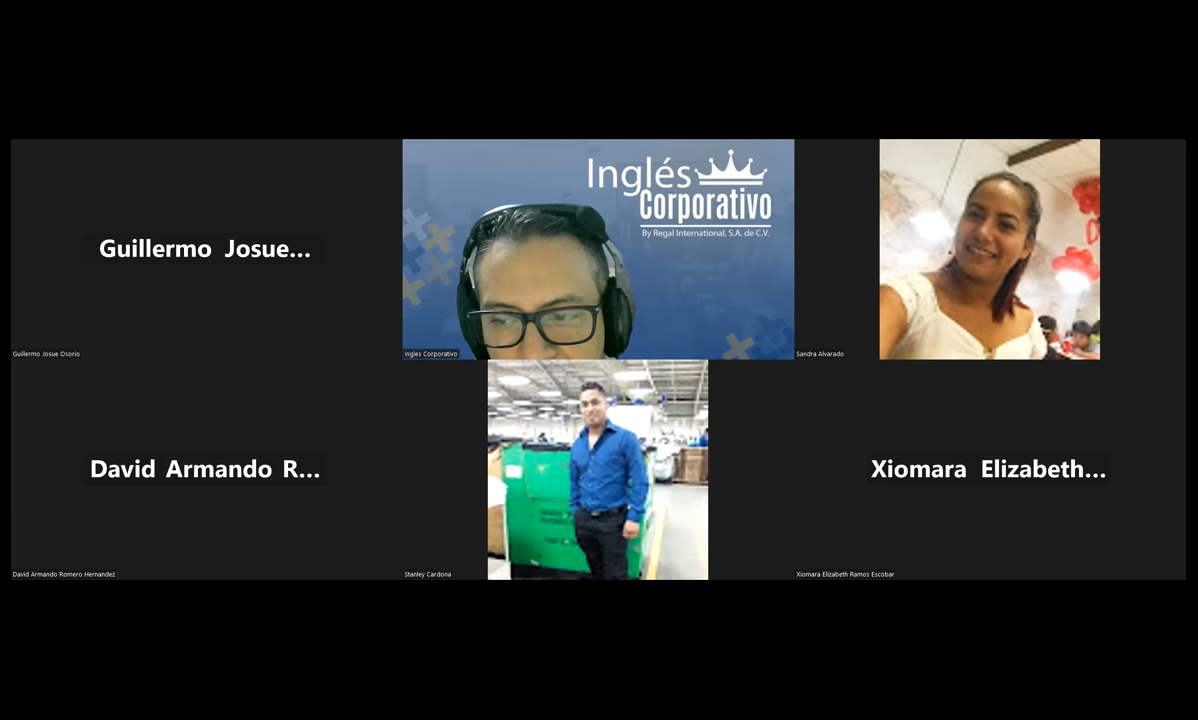 Guillermo Josue...
Guillermo Josue Osorio
Inglés
Corporativo
By Regal International, S.A. de C.V.
Ingles Corporativo
Sandra Alvarado
David Armando R...
David Armando Romero Hernandez
Stanley Cardona
Xiomara Elizabeth...
Xiomara Elizabeth Ramos Escobar